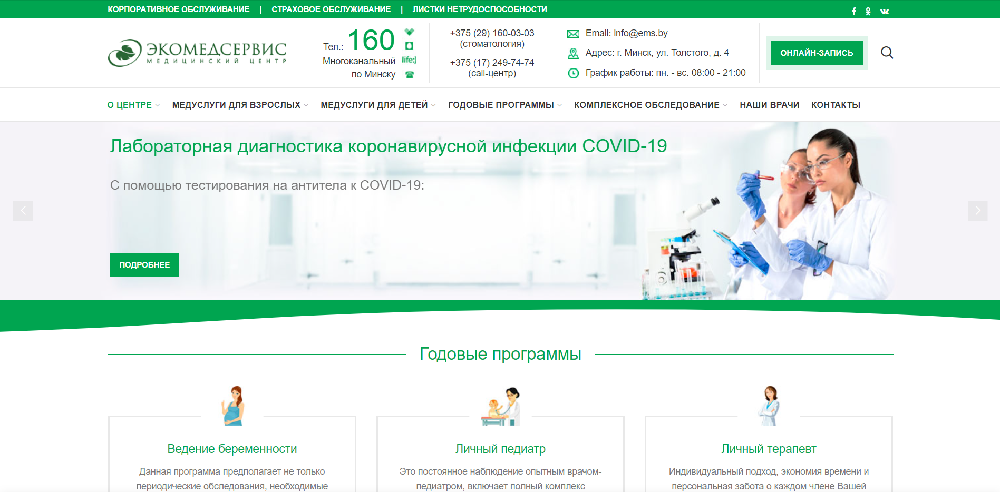 КОРПОРАТИВНОЕ ОБСЛУЖИВАНИЕ | СТРАХОВОЕ ОБСЛУЖИВАНИЕ | ЛИСТКИ НЕТРУДОСПОСОБНОСТИ
ЭКОМЕДСЕРВИС
МЕДИЦИНСКИЙ ЦЕНТР
Тел.: 160
Многоканальный life:)
по Минску
+375 (29) 160-03-03
(стоматология)
+375 (17) 249-74-74
(call-центр)
Email: info@ems.by
Адрес: г. Минск, ул. Толстого, д. 4
График работы: пн. - вс. 08:00 - 21:00
ОНЛАЙН-ЗАПИСЬ
О ЦЕНТРЕ МЕДУСЛУГИ ДЛЯ ВЗРОСЛЫХ МЕДУСЛУГИ ДЛЯ ДЕТЕЙ ГОДОВЫЕ ПРОГРАММЫ КОМПЛЕКСНОЕ ОБСЛЕДОВАНИЕ НАШИ ВРАЧИ КОНТАКТЫ
Лабораторная диагностика коронавирусной инфекции COVID-19
С помощью тестирования на антитела к COVID-19:
ПОДРОБНЕЕ
Годовые программы
Ведение беременности
Данная программа предполагает не только
периодические обследования, необходимые
Личный педиатр
Это постоянное наблюдение опытным врачом-
педиатром, включает полный комплекс
Личный терапевт
Индивидуальный подход, экономия времени и
персональная забота о каждом члене Вашей